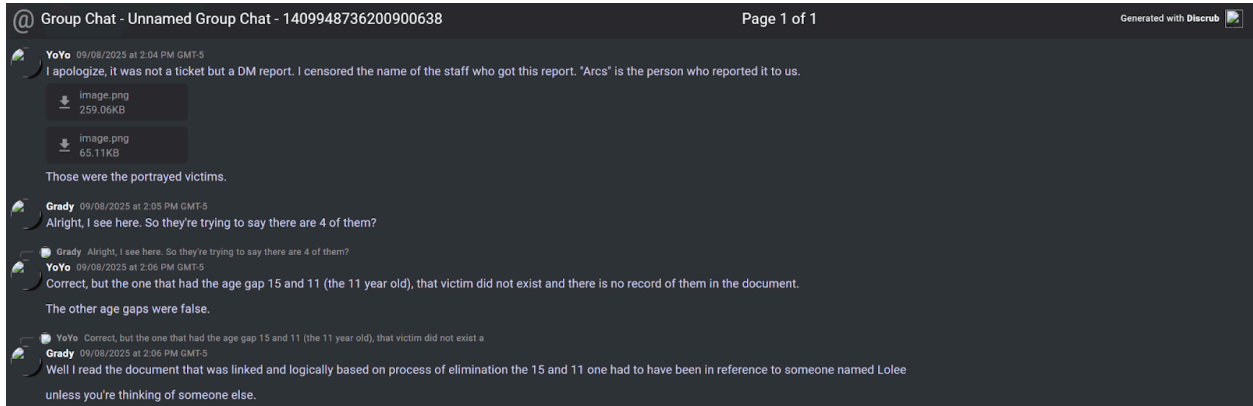 @ Group Chat - Unnamed Group Chat - 1409948736200900638 Page 1 of 1 Generated with Discrub
YoYo 09/08/2025 at 2:04 PM GMT-5
I apologize, it was not a ticket but a DM report. I censored the name of the staff who got this report. "Arcs" is the person who reported it to us.
image.png
259.06KB
image.png
65.11KB
Those were the portrayed victims.
Grady 09/08/2025 at 2:05 PM GMT-5
Alright, I see here. So they're trying to say there are 4 of them?
Grady Alright, I see here. So they're trying to say there are 4 of them?
YoYo 09/08/2025 at 2:06 PM GMT-5
Correct, but the one that had the age gap 15 and 11 (the 11 year old), that victim did not exist and there is no record of them in the document.
The other age gaps were false.
YoYo Correct, but the one that had the age gap 15 and 11 (the 11 year old), that victim did not exist a
Grady 09/08/2025 at 2:06 PM GMT-5
Well I read the document that was linked and logically based on process of elimination the 15 and 11 one had to have been in reference to someone named Lolee
unless you're thinking of someone else.